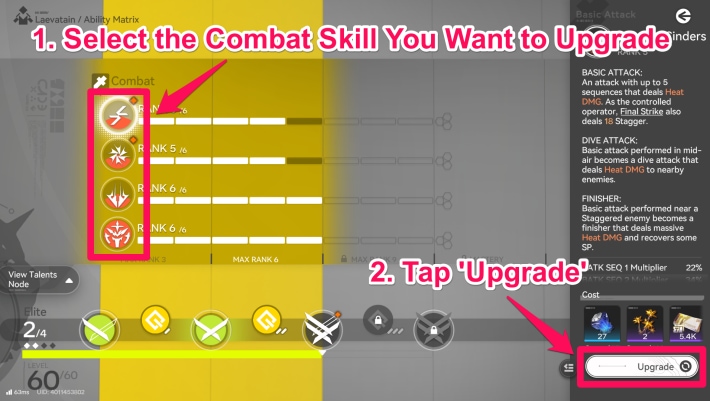 Laevatain / Ability Matrix
Basic Attack
1. Select the Combat Skill You Want to Upgrade
RANK 5
Combat
/6
RANK 5 /6
RANK 6 /6
RANK 6 /6
MAX RANK 6
BASIC ATTACK:
An attack with up to 5
sequences that deals Heat
DMG. As the controlled
operator, Final Strike also
deals 18 Stagger.
DIVE ATTACK:
Basic attack performed in mid-
air becomes a dive attack that
deals Heat DMG to nearby
enemies.
FINISHER:
Basic attack performed near a
Staggered enemy becomes a
finisher that deals massive
Heat DMG and recovers some
SP.
2. Tap 'Upgrade'
BATK SEQ 1 Multiplier 22%
Cost
27
2
5.4K
Upgrade
View Talents
Node
Elite
2/4
LEVEL
60/60
63ms UID: 4011453602